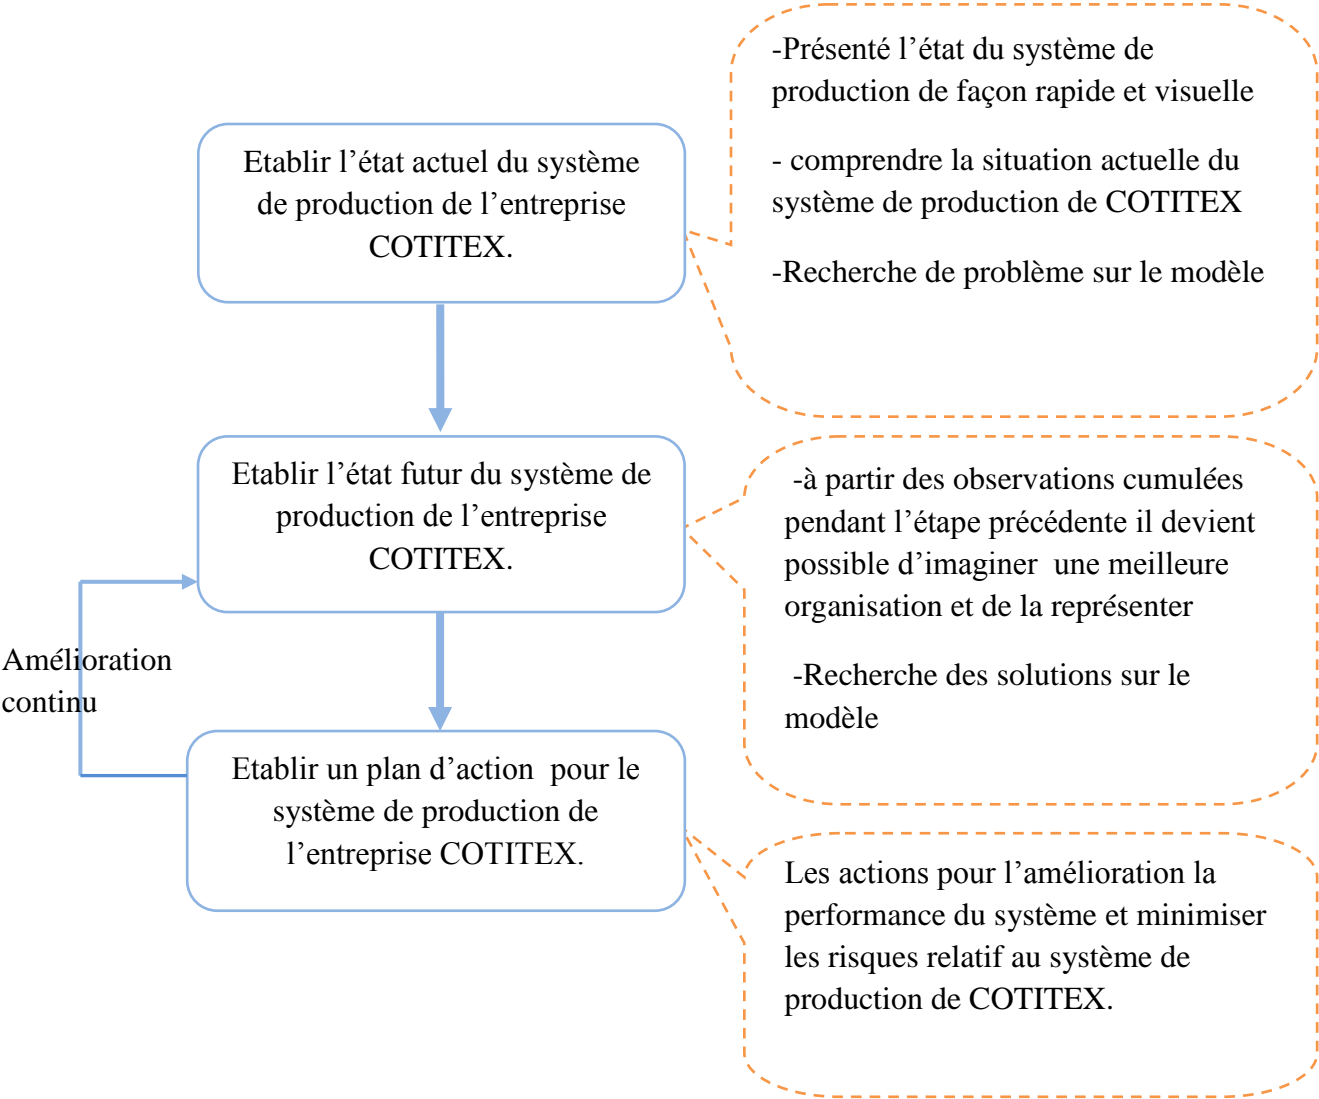 Etablir l’état actuel du système
de production de l’entreprise
COTITEX.
-Présenté l’état du système de
production de façon rapide et visuelle
- comprendre la situation actuelle du
système de production de COTITEX
-Recherche de problème sur le modèle
Etablir l’état futur du système de
production de l’entreprise
COTITEX.
-à partir des observations cumulées
pendant l’étape précédente il devient
possible d’imaginer  une meilleure
organisation et de la représenter
-Recherche des solutions sur le
modèle
Amélioration
continu
Etablir un plan d’action  pour le
système de production de
l’entreprise COTITEX.
Les actions pour l’amélioration la
performance du système et minimiser
les risques relatif au système de
production de COTITEX.